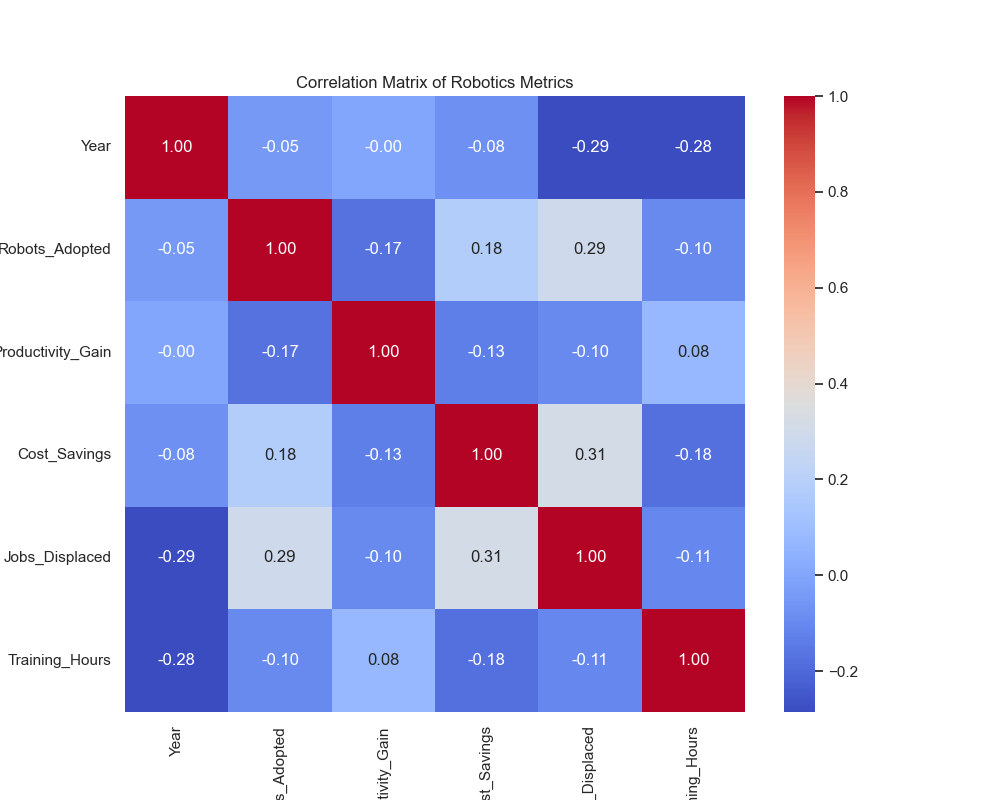 Correlation Matrix of Robotics Metrics
Year 1.00 -0.05 -0.00 -0.08 -0.29 -0.28
Robots_Adopted -0.05 1.00 -0.17 0.18 0.29 -0.10
Productivity_Gain -0.00 -0.17 1.00 -0.13 -0.10 0.08
Cost_Savings -0.08 0.18 -0.13 1.00 0.31 -0.18
Jobs_Displaced -0.29 0.29 -0.10 0.31 1.00 -0.11
Training_Hours -0.28 -0.10 0.08 -0.18 -0.11 1.00
Year
s_Adopted
tivity_Gain
st_Savings
_Displaced
ning_Hours
1.0
0.8
0.6
0.4
0.2
0.0
−0.2